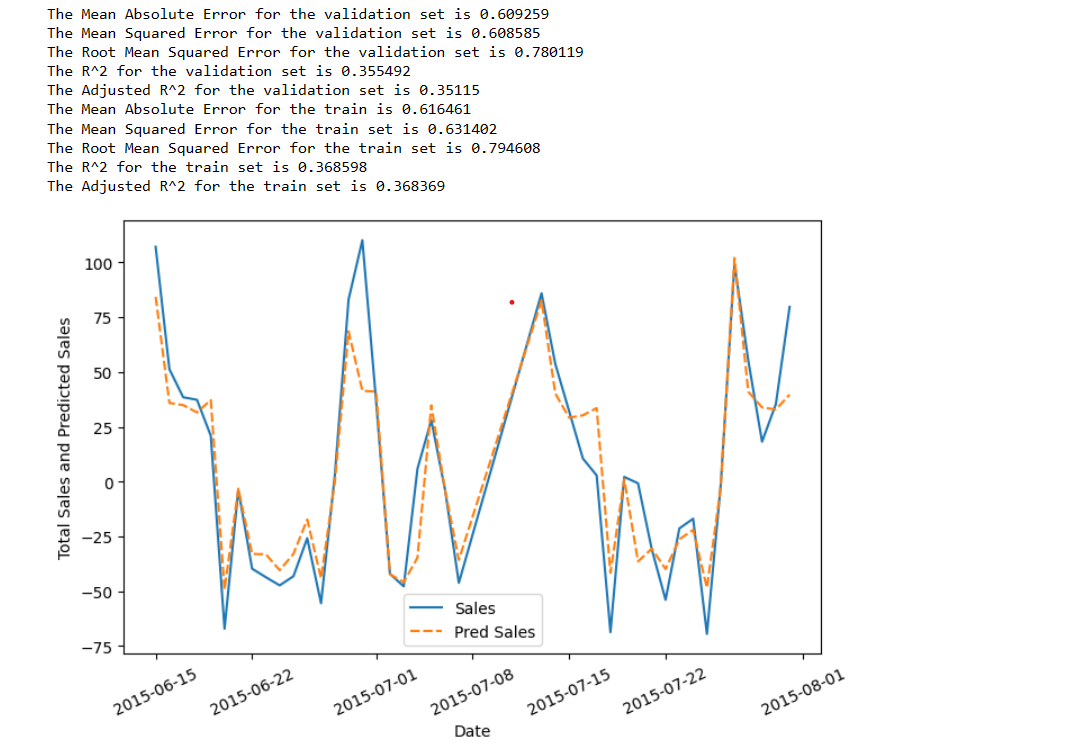 The Mean Absolute Error for the validation set is 0.609259
The Mean Squared Error for the validation set is 0.608585
The Root Mean Squared Error for the validation set is 0.780119
The R^2 for the validation set is 0.355492
The Adjusted R^2 for the validation set is 0.35115
The Mean Absolute Error for the train is 0.616461
The Mean Squared Error for the train set is 0.631402
The Root Mean Squared Error for the train set is 0.794608
The R^2 for the train set is 0.368598
The Adjusted R^2 for the train set is 0.368369
Total Sales and Predicted Sales
100
75
50
25
0
−25
−50
−75
Sales
Pred Sales
2015-06-15
2015-06-22
2015-07-01
2015-07-08
2015-07-15
2015-07-22
2015-08-01
Date